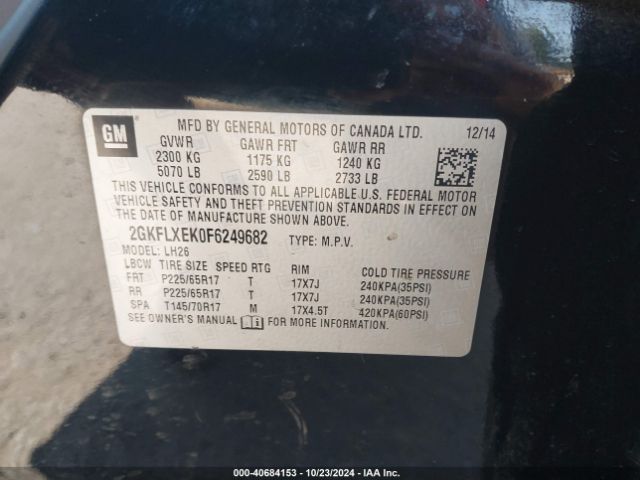 GM
MFD BY GENERAL MOTORS OF CANADA LTD. 12/14
GVWR GAWR FRT GAWR RR
2300 KG 1175 KG 1240 KG
5070 LB 2590 LB 2733 LB
THIS VEHICLE CONFORMS TO ALL APPLICABLE U.S. FEDERAL MOTOR
VEHICLE SAFETY AND THEFT PREVENTION STANDARDS IN EFFECT ON
THE DATE OF MANUFACTURE SHOWN ABOVE.
2GKFLXEK0F6249682 TYPE: M.P.V.
MODEL: LH26
LBCW TIRE SIZE SPEED RTG RIM COLD TIRE PRESSURE
FRT P225/65R17 T 17X7J 240KPA(35PSI)
RR P225/65R17 T 17X7J 240KPA(35PSI)
SPA T145/70R17 M 17X4.5T 420KPA(60PSI)
SEE OWNER'S MANUAL FOR MORE INFORMATION.
000-40684153 - 10/23/2024 - IAA Inc.